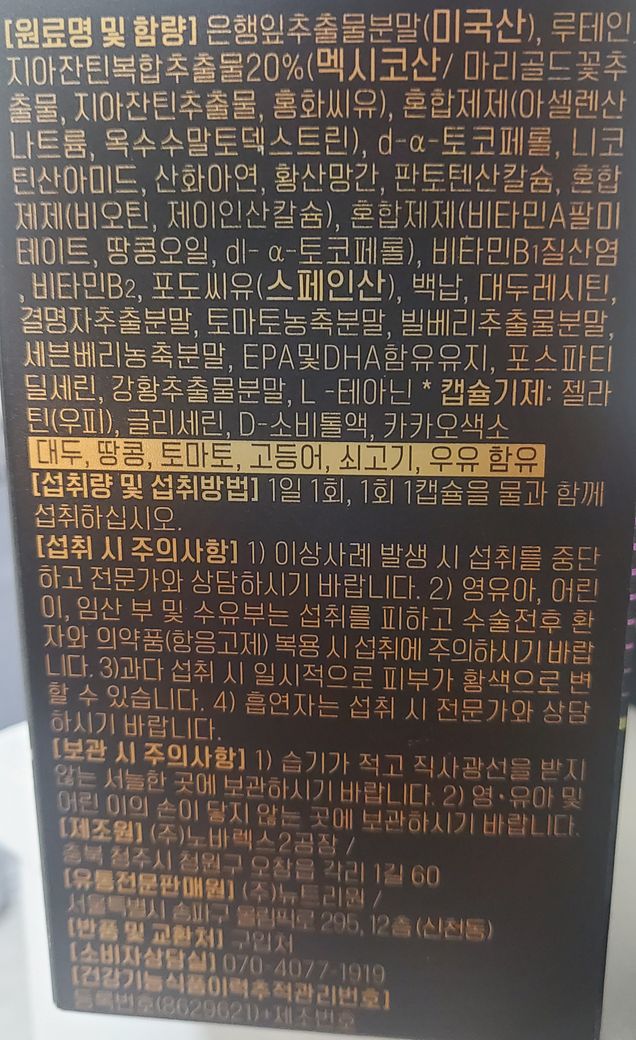 [원료명 및 함량] 은행잎추출물분말(미국산), 루테인
지아잔틴복합추출물20%(멕시코산/ 마리골드꽃추
출물, 지아잔틴추출물, 홍화씨유), 혼합제제(아셀렌산
나트륨, 옥수수말토덱스트린), d-α-토코페롤, 니코
틴산아미드, 산화아연, 황산망간, 판토텐산칼슘, 혼합
제제(비오틴, 제이인산칼슘), 혼합제제(비타민A팔미
테이트, 땅콩오일, dl- α-토코페롤), 비타민B1질산염
, 비타민B2, 포도씨유(스페인산), 백납, 대두레시틴,
결명자추출분말, 토마토농축분말, 빌베리추출물분말,
세븐베리농축분말, EPA및DHA함유유지, 포스파티
딜세린, 강황추출물분말, L -테아닌 * 캡슐기제: 젤라
틴(우피), 글리세린, D-소비톨액, 카카오색소
대두, 땅콩, 토마토, 고등어, 쇠고기, 우유 함유
[섭취량 및 섭취방법] 1일 1회, 1회 1캡슐을 물과 함께
섭취하십시오.
[섭취 시 주의사항] 1) 이상사례 발생 시 섭취를 중단
하고 전문가와 상담하시기 바랍니다. 2) 영유아, 어린
이, 임산 부 및 수유부는 섭취를 피하고 수술전후 환
자와 의약품(항응고제) 복용 시 섭취에 주의하시기 바랍
니다. 3)과다 섭취 시 일시적으로 피부가 황색으로 변
할 수 있습니다. 4) 흡연자는 섭취 시 전문가와 상담
하시기 바랍니다.
[보관 시 주의사항] 1) 습기가 적고 직사광선을 받지
않는 서늘한 곳에 보관하시기 바랍니다. 2) 영·유아 및
어린 이의 손이 닿지 않는 곳에 보관하시기 바랍니다.
[제조원] (주)노바렉스2공장 /
충북 청주시 청원구 오창읍 각리 1길 60
[유통전문판매원] (주)뉴트리원 /
서울특별시 송파구 올림픽로 295, 12층 (신천동)
[반품 및 교환처] 구입처
[소비자상담실] 070-4077-1919
[건강기능식품이력추적관리번호]
등록번호(8629621)+제조번호